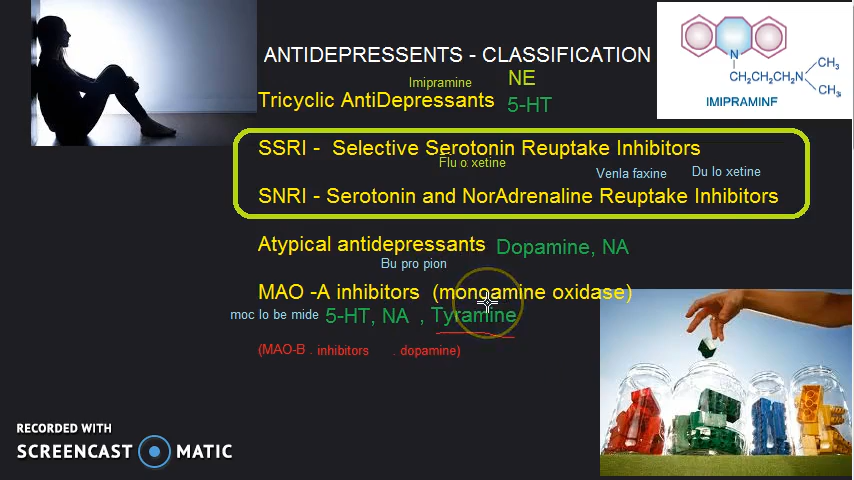 ANTIDEPRESSENTS - CLASSIFICATION
Imipramine
NE
Tricyclic AntiDepressants
5-HT
SSRI - Selective Serotonin Reuptake Inhibitors
Flu o xetine
Venla faxine
Du lo xetine
SNRI - Serotonin and NorAdrenaline Reuptake Inhibitors
Atypical antidepressants
Dopamine, NA
Bu pro pion
MAO -A inhibitors (monoamine oxidase)
moc lo be mide
5-HT, NA , Tyramine
(MAO-B . inhibitors . dopamine)
N
CH₂CH₂CH₂N
CH₃
CH₃
IMIPRAMINF
RECORDED WITH
SCREENCAST MATIC